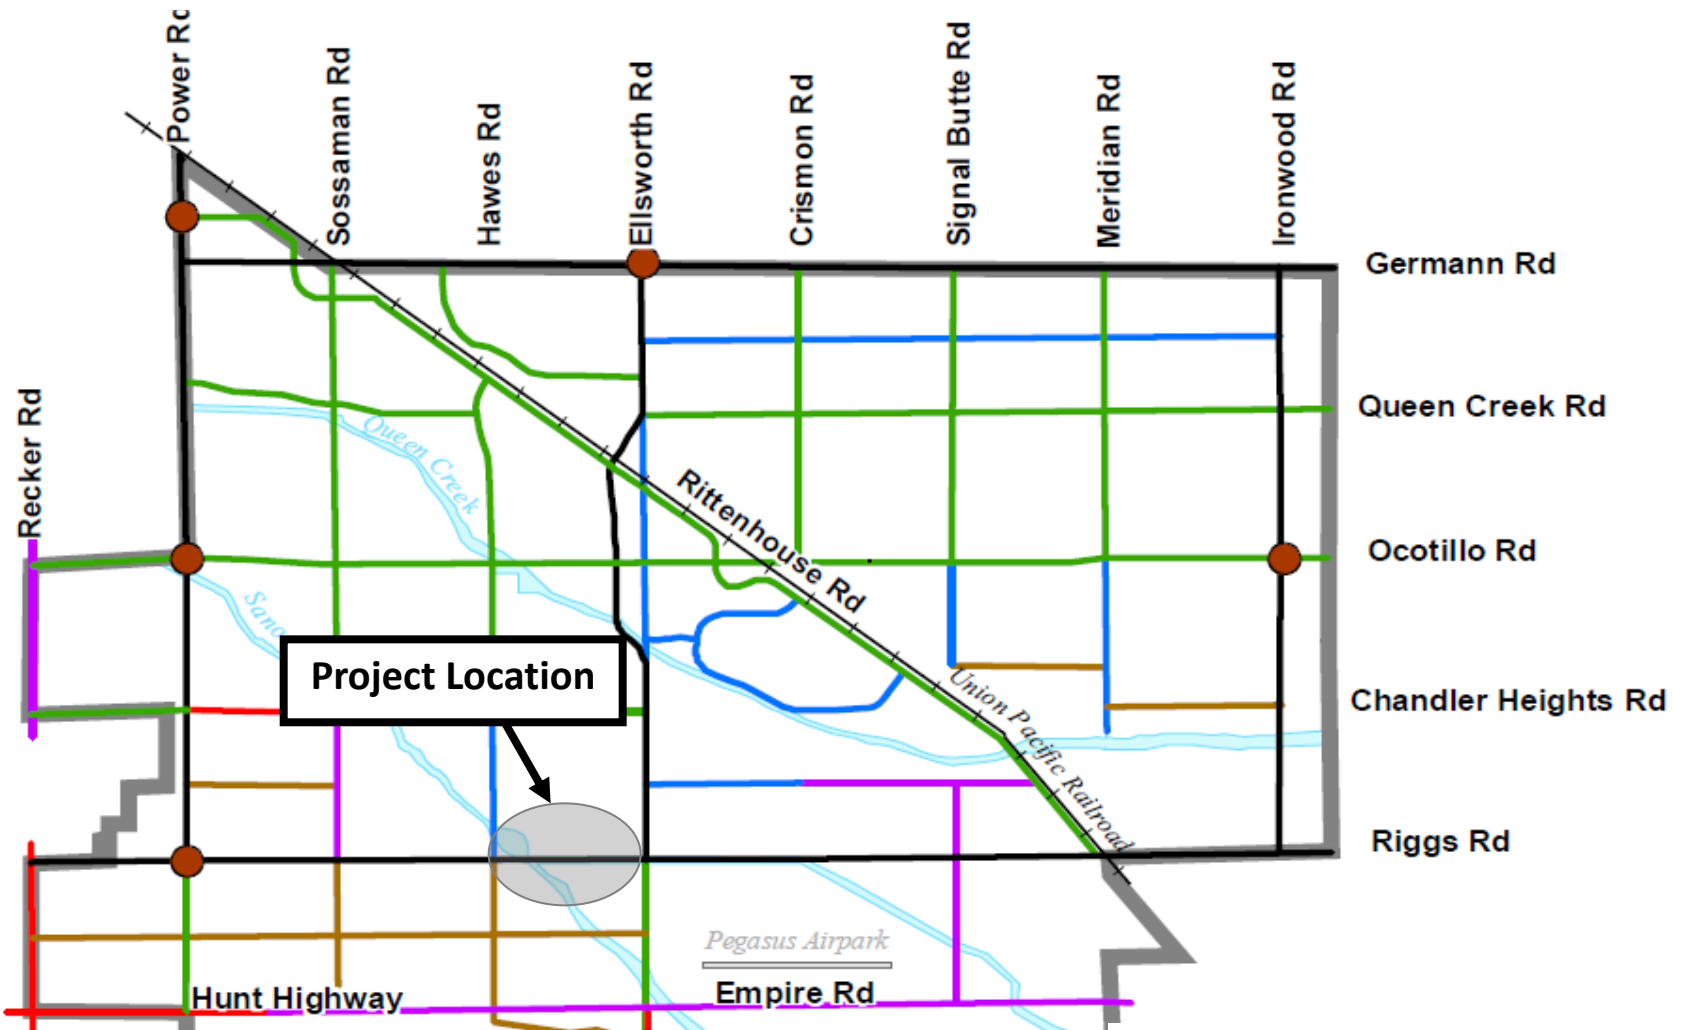 Power Rd
Sossaman Rd
Hawes Rd
Ellsworth Rd
Crismon Rd
Signal Butte Rd
Meridian Rd
Ironwood Rd
Germann Rd
Recker Rd
Queen Creek Rd
Queen Creek
Rittenhouse Rd
Ocotillo Rd
Project Location
Union Pacific Railroad
Chandler Heights Rd
Riggs Rd
Pegasus Airpark
Hunt Highway
Empire Rd